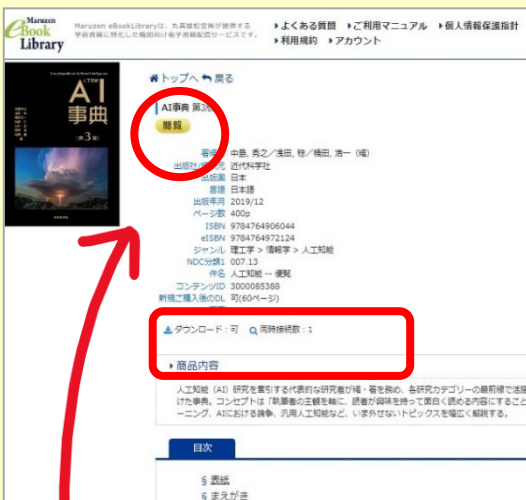 Maruzen
eBook
Library
Maruzen eBookLibraryは、丸善雄松堂㈱が提供する
学術書籍に特化した機関向け電子書籍配信サービスです。
よくある質問 ご利用マニュアル 個人情報保護指針
利用規約 アカウント
トップへ 戻る
AI
事典
第3版
AI事典 第3
閲覧
中島, 秀之／浅田, 稔／橋田, 浩一（編）
出版社 近代科学社
出版国 日本
言語 日本語
出版年月 2019/12
ページ数 400p
ISBN 9784764906044
eISBN 9784764972124
ジャンル 理工学 > 情報学 > 人工知能
NDC分類1 007.13
件名 人工知能 -- 便覧
コンテンツID 3000085388
新規ご購入後のDL 可(60ページ)
ダウンロード：可 同時接続数：1
商品内容
人工知能（AI）研究を牽引する代表的な研究者が編・著を務め、各研究カテゴリーの最前線で活躍
けた事典。コンセプトは「執筆者の主観を軸に、読者が興味を持って面白く読める内容にすること
ーニング、AIにおける論争、汎用人工知能など、いま外せないトピックスを幅広く解説する。
目次
§ 表紙
§ まえがき